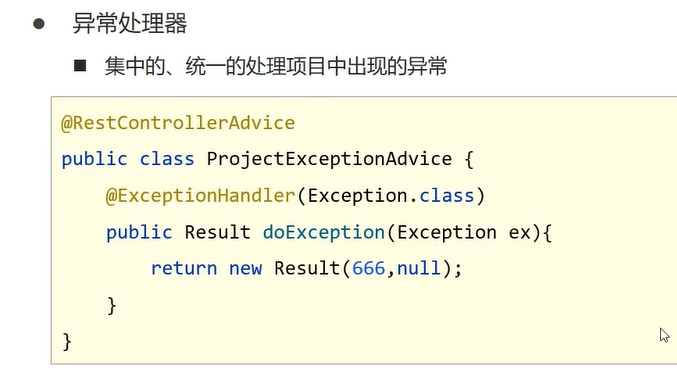 ● 异常处理器
■ 集中的、统一的处理项目中出现的异常
@RestControllerAdvice
public class ProjectExceptionAdvice {
    @ExceptionHandler(Exception.class)
    public Result doException(Exception ex){
        return new Result(666,null);
    }
}